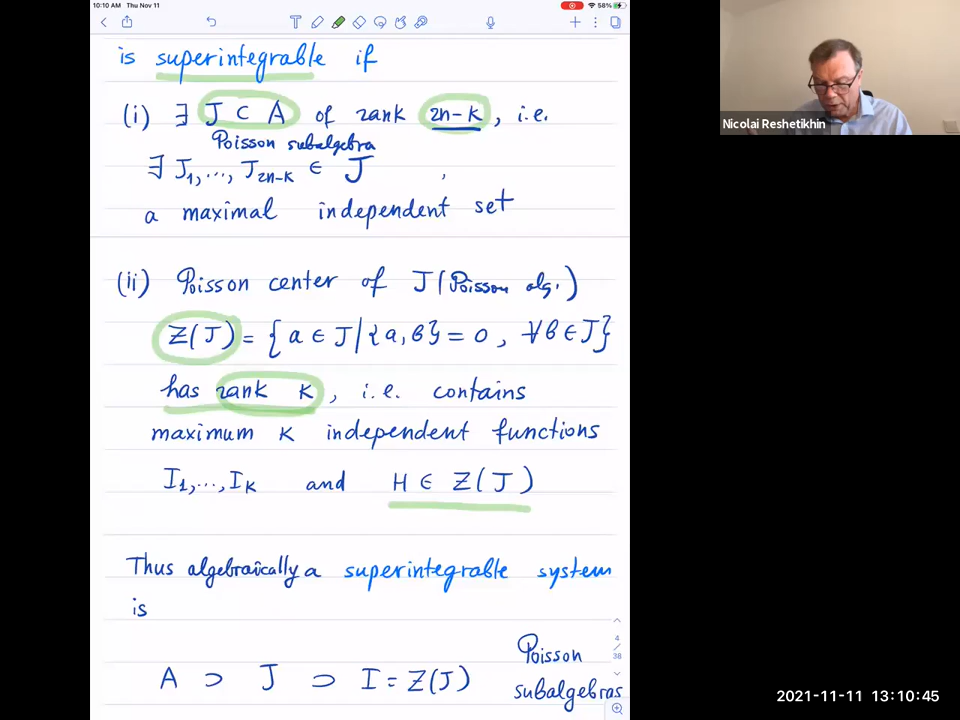 10:10 AM Thu Nov 11
58%
is superintegrable if
(i) ∃ J ⊂ A of rank 2n-k, i.e.
Poisson subalgebra
∃ J₁,..., J₂ₙ₋ₖ ∈ J ,
a maximal independent set
(ii) Poisson center of J (Poisson alg.)
Z(J) = { a ∈ J | {a, b} = 0, ∀b ∈ J}
has rank k, i.e. contains
maximum k independent functions
I₁,..., Iₖ and H ∈ Z(J)
Thus algebraically a superintegrable system
is
A ⊃ J ⊃ I = Z(J) Poisson
subalgebras
4
/
38
Nicolai Reshetikhin
2021-11-11 13:10:45